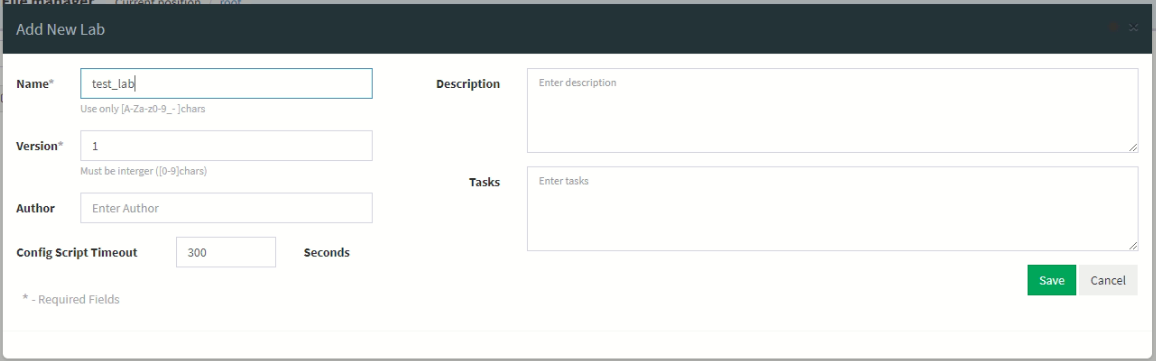 File manager Current position root
Add New Lab
Name* test_lab
Use only [A-Za-z0-9_- ]chars
Version* 1
Must be interger ([0-9]chars)
Author Enter Author
Config Script Timeout 300 Seconds
* - Required Fields
Description Enter description
Tasks Enter tasks
Save Cancel